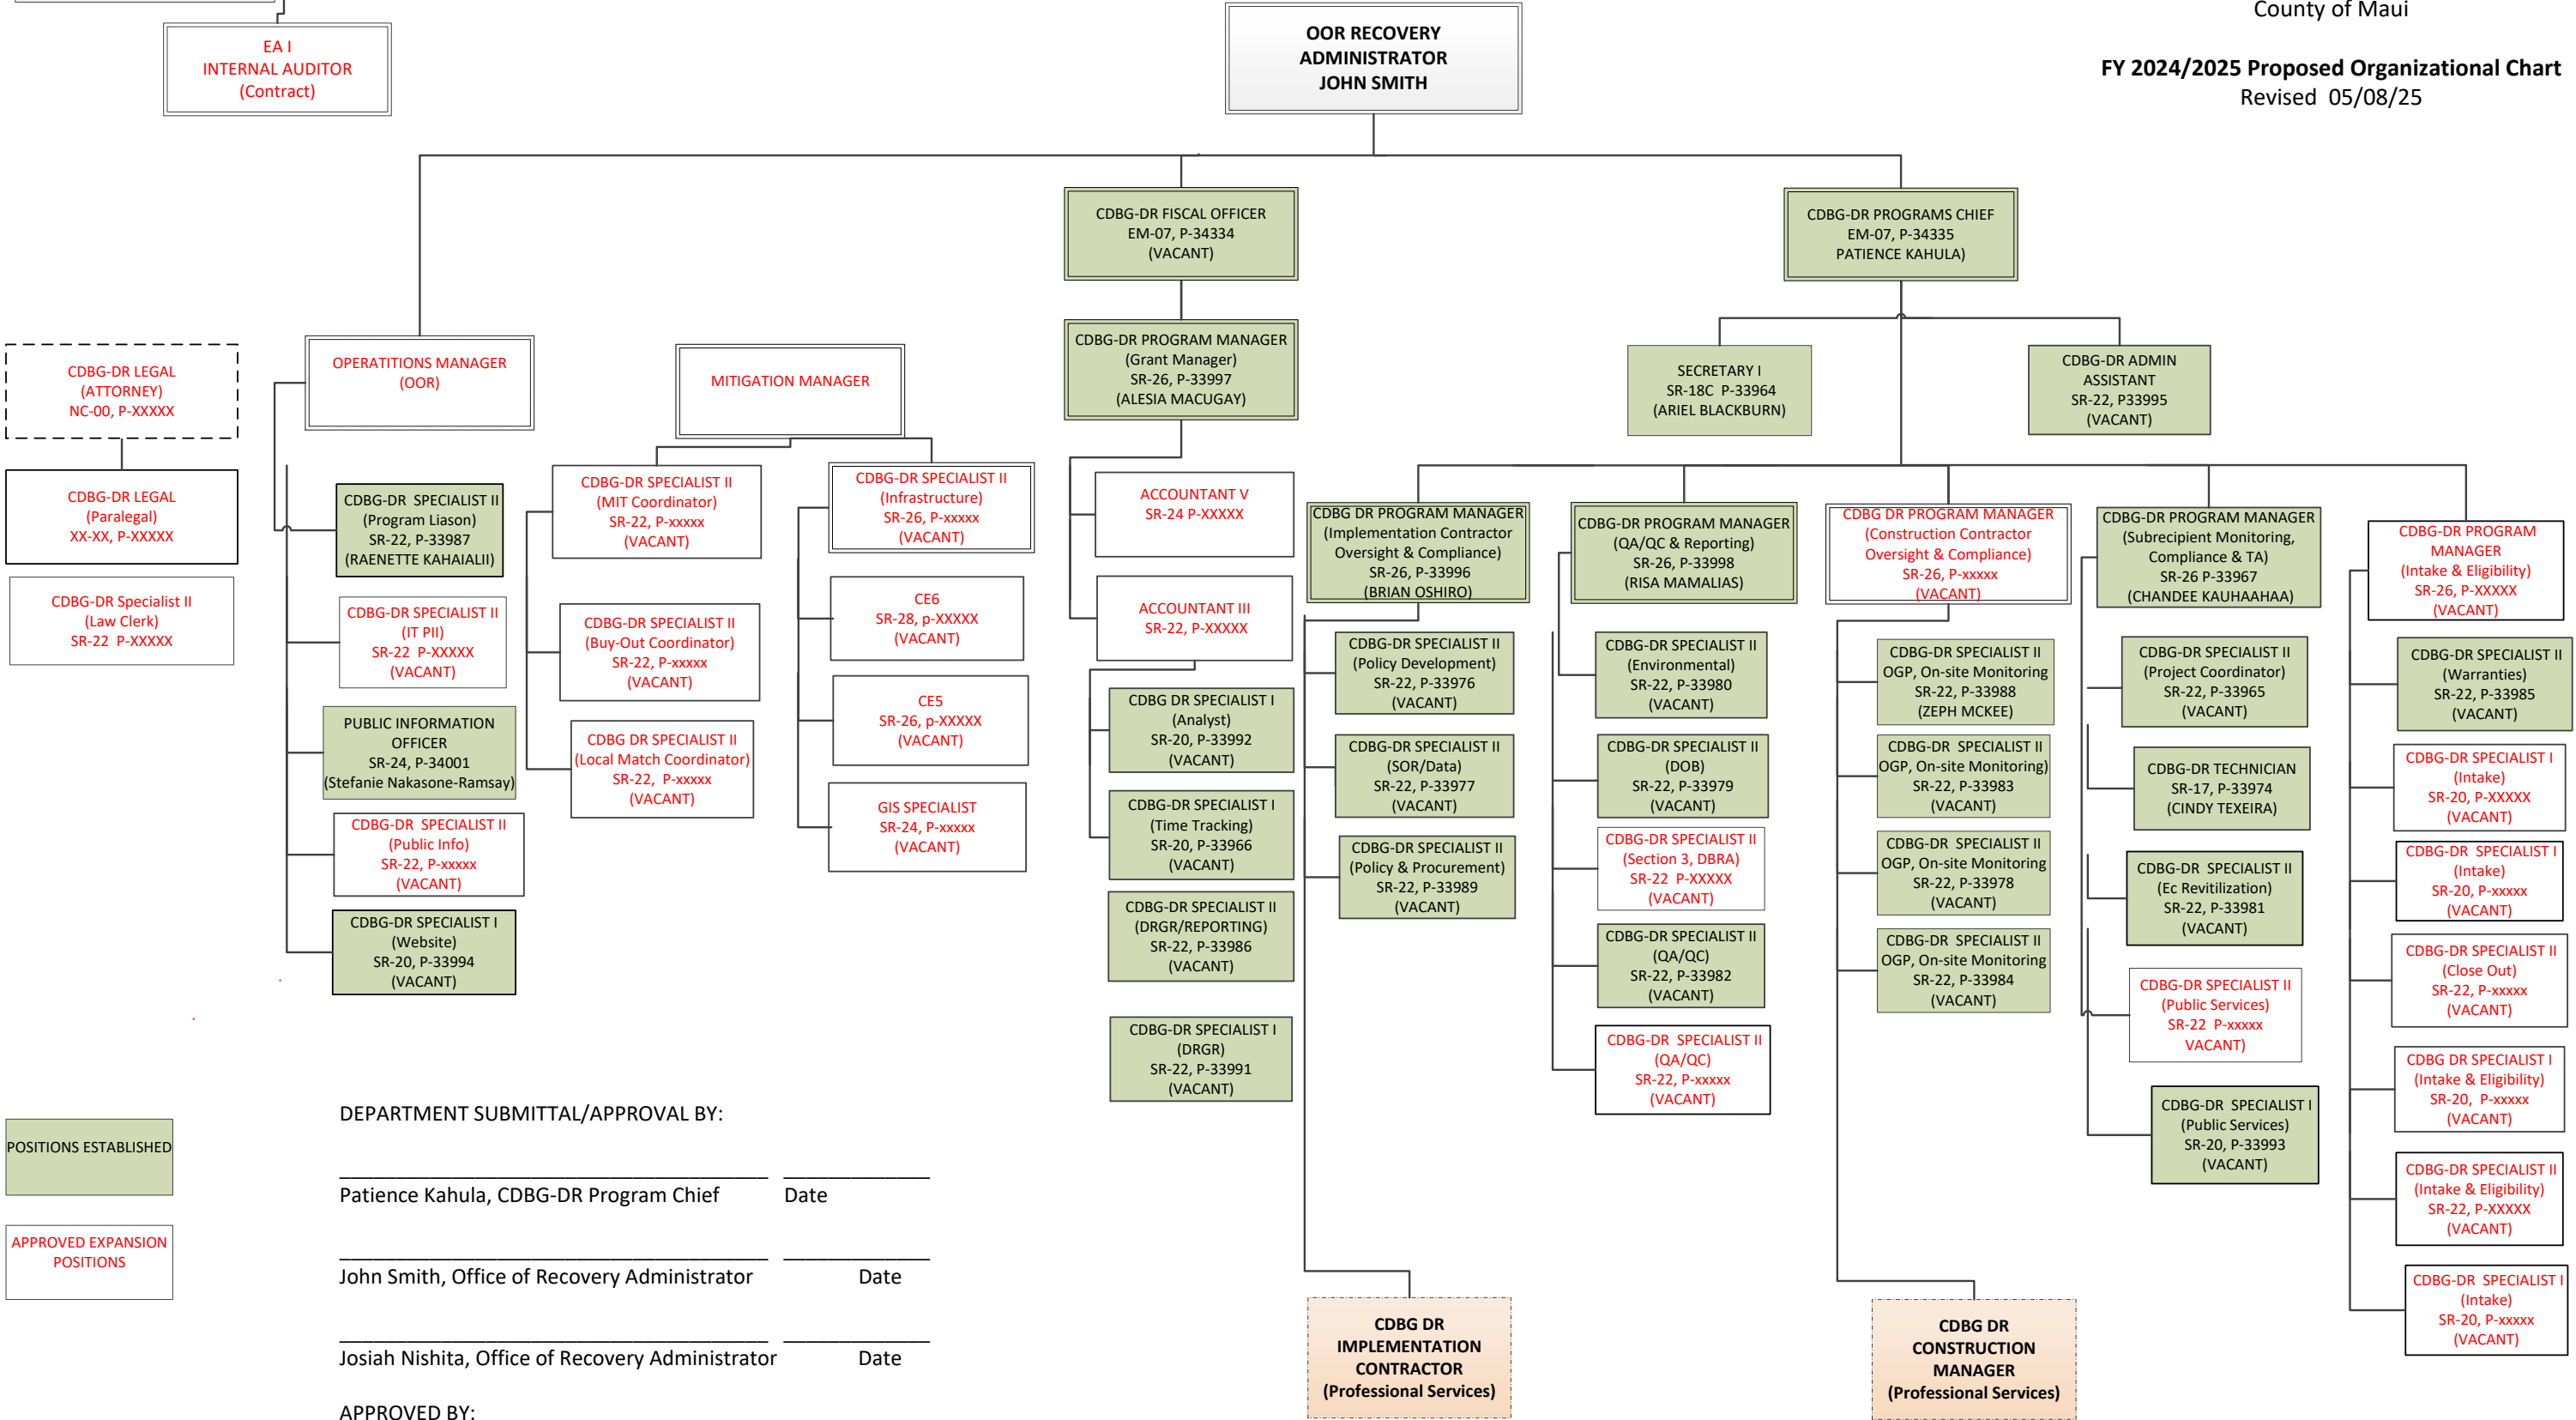 County of Maui
FY 2024/2025 Proposed Organizational Chart
Revised 05/08/25
EA I
INTERNAL AUDITOR
(Contract)
OOR RECOVERY
ADMINISTRATOR
JOHN SMITH
CDBG-DR FISCAL OFFICER
EM-07, P-34334
(VACANT)
CDBG-DR PROGRAMS CHIEF
EM-07, P-34335
PATIENCE KAHULA)
CDBG-DR LEGAL
(ATTORNEY)
NC-00, P-XXXXX
CDBG-DR LEGAL
(Paralegal)
XX-XX, P-XXXXX
CDBG-DR Specialist II
(Law Clerk)
SR-22 P-XXXXX
OPERATITIONS MANAGER
(OOR)
CDBG-DR SPECIALIST II
(Program Liason)
SR-22, P-33987
(RAENETTE KAHAIALII)
CDBG-DR SPECIALIST II
(IT PII)
SR-22 P-XXXXX
(VACANT)
PUBLIC INFORMATION
OFFICER
SR-24, P-34001
(Stefanie Nakasone-Ramsay)
CDBG-DR SPECIALIST II
(Public Info)
SR-22, P-xxxxx
(VACANT)
CDBG-DR SPECIALIST I
(Website)
SR-20, P-33994
(VACANT)
MITIGATION MANAGER
CDBG-DR SPECIALIST II
(MIT Coordinator)
SR-22, P-xxxxx
(VACANT)
CDBG-DR SPECIALIST II
(Buy-Out Coordinator)
SR-22, P-xxxxx
(VACANT)
CDBG DR SPECIALIST II
(Local Match Coordinator)
SR-22, P-xxxxx
(VACANT)
CDBG-DR SPECIALIST II
(Infrastructure)
SR-26, P-xxxxx
(VACANT)
CE6
SR-28, p-XXXXX
(VACANT)
CE5
SR-26, p-XXXXX
(VACANT)
GIS SPECIALIST
SR-24, P-xxxxx
(VACANT)
CDBG-DR PROGRAM MANAGER
(Grant Manager)
SR-26, P-33997
(ALESIA MACUGAY)
ACCOUNTANT V
SR-24 P-XXXXX
ACCOUNTANT III
SR-22, P-XXXXX
CDBG DR SPECIALIST I
(Analyst)
SR-20, P-33992
(VACANT)
CDBG-DR SPECIALIST I
(Time Tracking)
SR-20, P-33966
(VACANT)
CDBG-DR SPECIALIST II
(DRGR/REPORTING)
SR-22, P-33986
(VACANT)
CDBG-DR SPECIALIST I
(DRGR)
SR-22, P-33991
(VACANT)
SECRETARY I
SR-18C P-33964
(ARIEL BLACKBURN)
CDBG-DR ADMIN
ASSISTANT
SR-22, P33995
(VACANT)
CDBG DR PROGRAM MANAGER
(Implementation Contractor
Oversight & Compliance)
SR-26, P-33996
(BRIAN OSHIRO)
CDBG-DR SPECIALIST II
(Policy Development)
SR-22, P-33976
(VACANT)
CDBG-DR SPECIALIST II
(SOR/Data)
SR-22, P-33977
(VACANT)
CDBG-DR SPECIALIST II
(Policy & Procurement)
SR-22, P-33989
(VACANT)
CDBG DR
IMPLEMENTATION
CONTRACTOR
(Professional Services)
CDBG-DR PROGRAM MANAGER
(QA/QC & Reporting)
SR-26, P-33998
(RISA MAMALIAS)
CDBG-DR SPECIALIST II
(Environmental)
SR-22, P-33980
(VACANT)
CDBG-DR SPECIALIST II
(DOB)
SR-22, P-33979
(VACANT)
CDBG-DR SPECIALIST II
(Section 3, DBRA)
SR-22 P-XXXXX
(VACANT)
CDBG-DR SPECIALIST II
(QA/QC)
SR-22, P-33982
(VACANT)
CDBG-DR SPECIALIST II
(QA/QC)
SR-22, P-xxxxx
(VACANT)
CDBG DR PROGRAM MANAGER
(Construction Contractor
Oversight & Compliance)
SR-26, P-xxxxx
(VACANT)
CDBG-DR SPECIALIST II
OGP, On-site Monitoring
SR-22, P-33988
(ZEPH MCKEE)
CDBG-DR SPECIALIST II
OGP, On-site Monitoring)
SR-22, P-33983
(VACANT)
CDBG-DR SPECIALIST II
OGP, On-site Monitoring
SR-22, P-33978
(VACANT)
CDBG-DR SPECIALIST II
OGP, On-site Monitoring
SR-22, P-33984
(VACANT)
CDBG DR
CONSTRUCTION
MANAGER
(Professional Services)
CDBG-DR PROGRAM MANAGER
(Subrecipient Monitoring,
Compliance & TA)
SR-26 P-33967
(CHANDEE KAUHAAHAA)
CDBG-DR SPECIALIST II
(Project Coordinator)
SR-22, P-33965
(VACANT)
CDBG-DR TECHNICIAN
SR-17, P-33974
(CINDY TEXEIRA)
CDBG-DR SPECIALIST II
(Ec Revitilization)
SR-22, P-33981
(VACANT)
CDBG-DR SPECIALIST II
(Public Services)
SR-22 P-xxxxx
VACANT)
CDBG-DR SPECIALIST I
(Public Services)
SR-20, P-33993
(VACANT)
CDBG-DR PROGRAM
MANAGER
(Intake & Eligibility)
SR-26, P-XXXXX
(VACANT)
CDBG-DR SPECIALIST II
(Warranties)
SR-22, P-33985
(VACANT)
CDBG-DR SPECIALIST I
(Intake)
SR-20, P-XXXXX
(VACANT)
CDBG-DR SPECIALIST I
(Intake)
SR-20, P-xxxxx
(VACANT)
CDBG-DR SPECIALIST II
(Close Out)
SR-22, P-xxxxx
(VACANT)
CDBG DR SPECIALIST I
(Intake & Eligibility)
SR-20, P-xxxxx
(VACANT)
CDBG-DR SPECIALIST II
(Intake & Eligibility)
SR-22, P-XXXXX
(VACANT)
CDBG-DR SPECIALIST I
(Intake)
SR-20, P-xxxxx
(VACANT)
POSITIONS ESTABLISHED
APPROVED EXPANSION
POSITIONS
DEPARTMENT SUBMITTAL/APPROVAL BY:
Patience Kahula, CDBG-DR Program Chief Date
John Smith, Office of Recovery Administrator Date
Josiah Nishita, Office of Recovery Administrator Date
APPROVED BY: